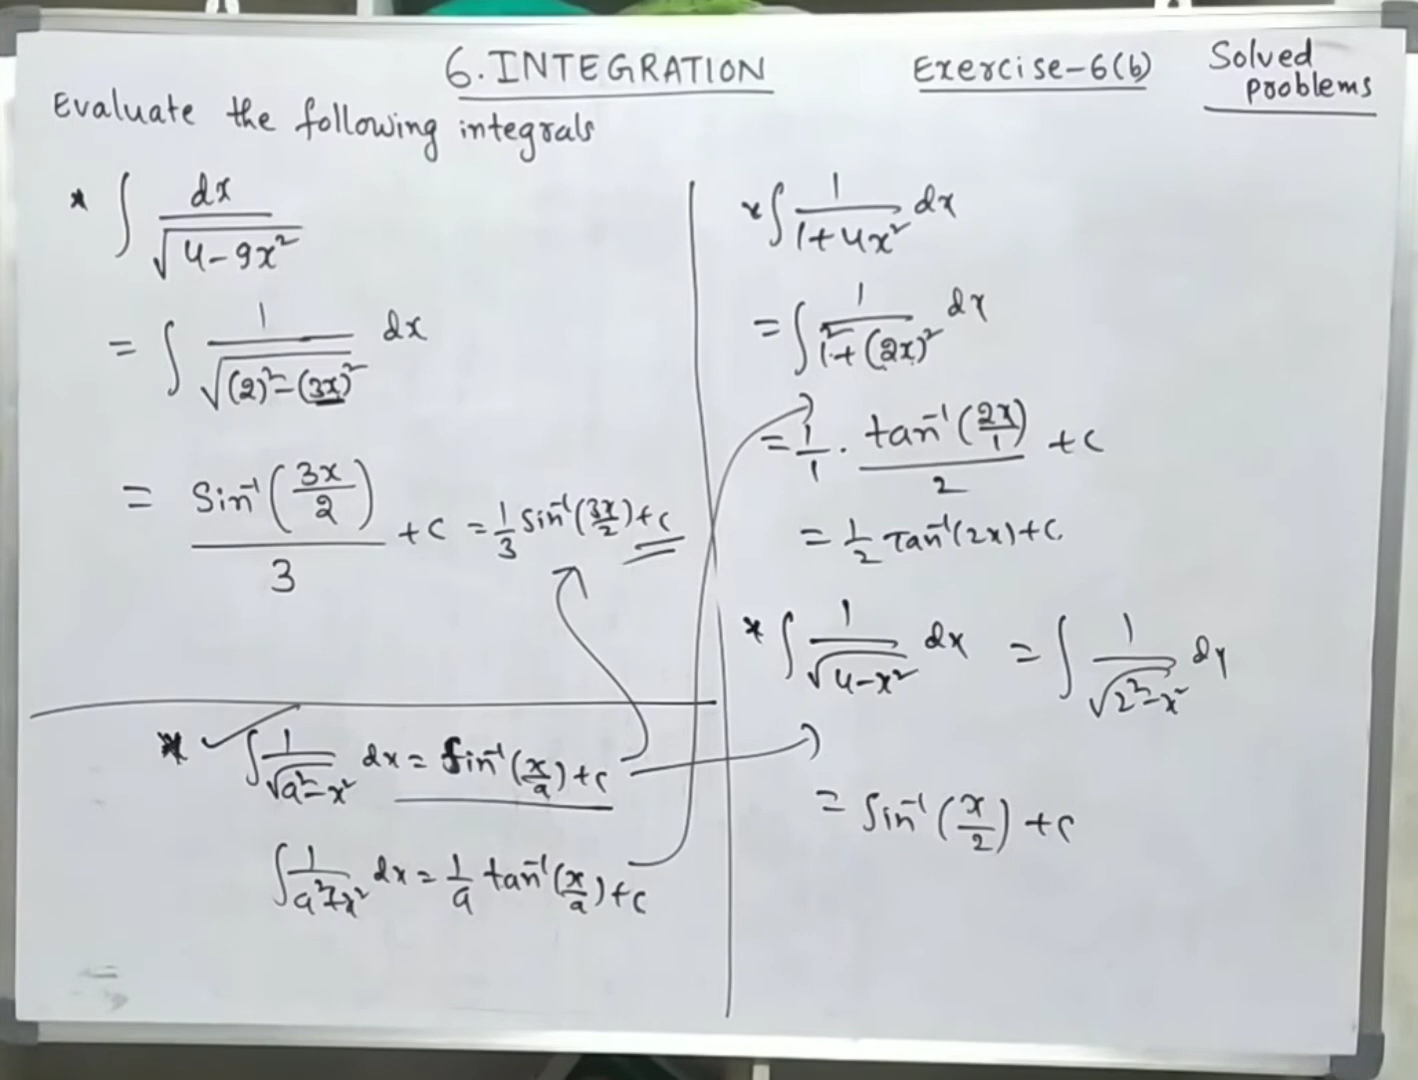 6. INTEGRATION
Exercise-6(b)
Solved
problems
Evaluate the following integrals
* ∫ dx / √(4-9x²)
= ∫ 1 / √((2)²-(3x)²) dx
= Sin⁻¹(3x/2) / 3 + c = 1/3 Sin⁻¹(3x/2)+c
* ∫ 1 / √(a²-x²) dx = Sin⁻¹(x/a)+c
∫ 1 / (a²+x²) dx = 1/a tan⁻¹(x/a)+c
* ∫ 1 / (1+4x²) dx
= ∫ 1 / (1²+(2x)²) dx
= 1/1 . tan⁻¹(2x/1) / 2 + c
= 1/2 Tan⁻¹(2x)+c.
* ∫ 1 / √(4-x²) dx = ∫ 1 / √(2²-x²) dx
= Sin⁻¹(x/2) + c